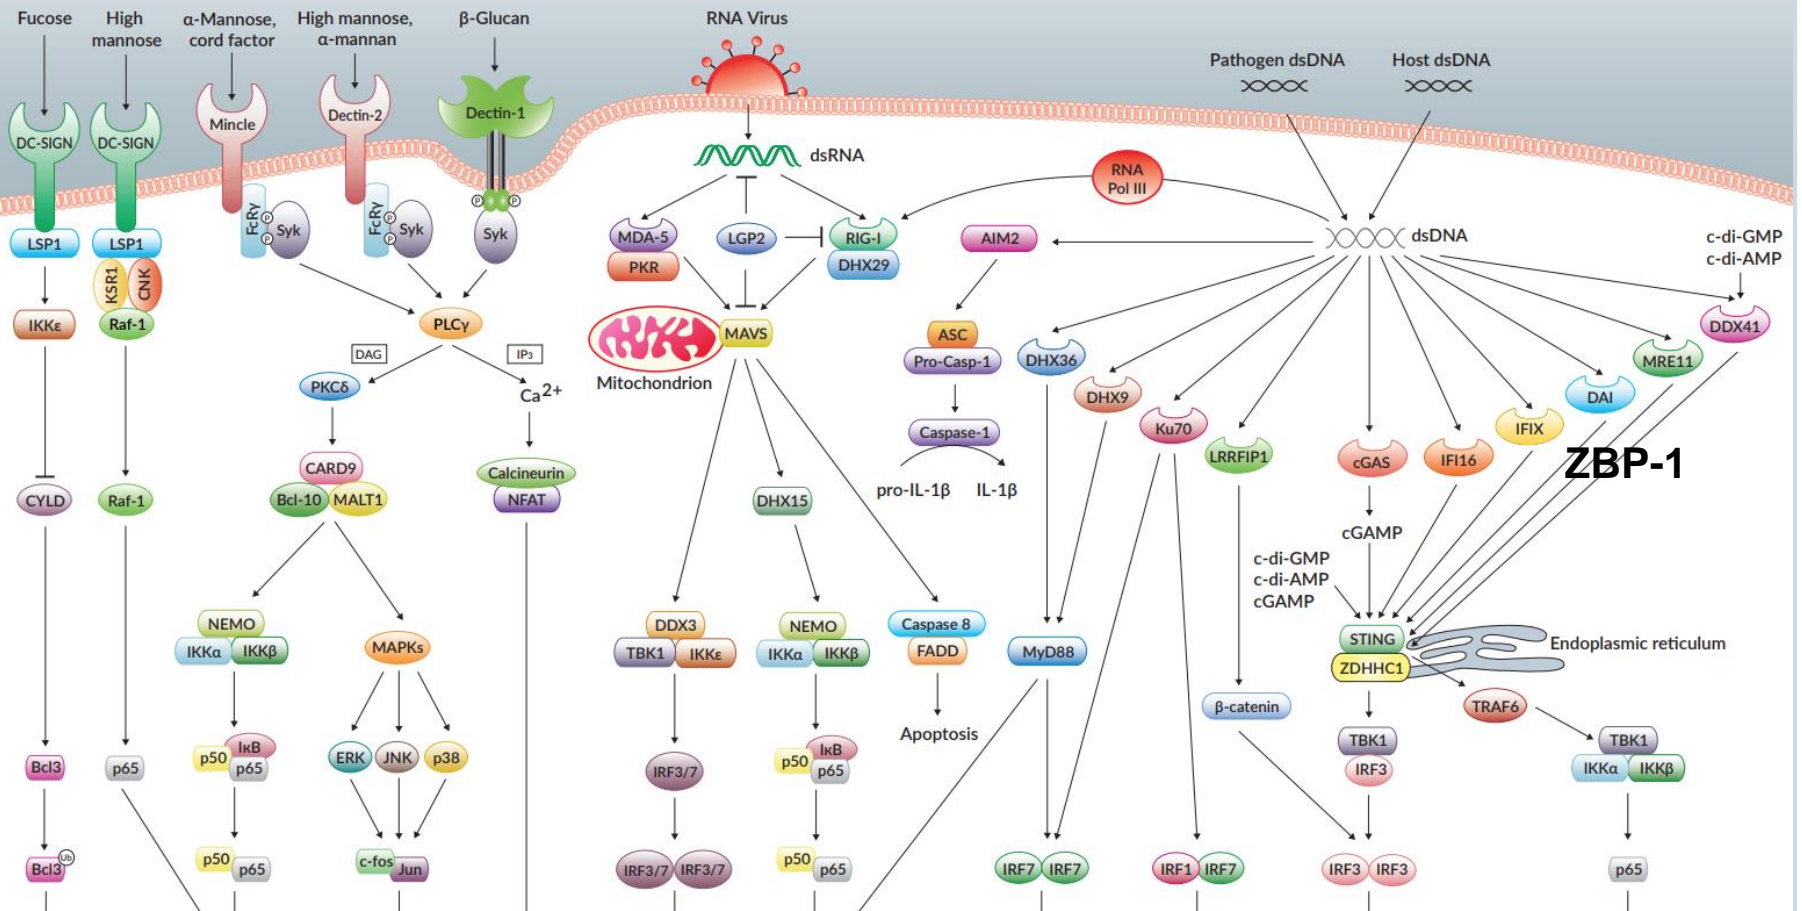 Fucose
High
mannose
α-Mannose,
cord factor
High mannose,
α-mannan
β-Glucan
RNA Virus
Pathogen dsDNA
Host dsDNA
DC-SIGN
DC-SIGN
Mincle
Dectin-2
Dectin-1
dsRNA
RNA
Pol III
LSP1
LSP1
FcRγ
P
P
Syk
FcRγ
P
P
Syk
P
P
Syk
MDA-5
PKR
LGP2
RIG-I
DHX29
AIM2
dsDNA
c-di-GMP
c-di-AMP
KSR1
CNK
IKKε
Raf-1
PLCγ
DAG
IP3
MAVS
Mitochondrion
ASC
Pro-Casp-1
DHX36
DHX9
Ku70
LRRFIP1
cGAS
IFI16
IFIX
DAI
MRE11
DDX41
ZBP-1
PKCδ
Ca2+
Caspase-1
pro-IL-1β
IL-1β
CARD9
Bcl-10
MALT1
Calcineurin
NFAT
CYLD
Raf-1
DHX15
cGAMP
c-di-GMP
c-di-AMP
cGAMP
NEMO
IKKα
IKKβ
MAPKs
DDX3
TBK1
IKKε
NEMO
IKKα
IKKβ
Caspase 8
FADD
MyD88
STING
ZDHHC1
Endoplasmic reticulum
Apoptosis
β-catenin
TRAF6
Bcl3
p65
p50
IκB
p65
ERK
JNK
p38
IRF3/7
p50
IκB
p65
TBK1
IRF3
TBK1
IKKα
IKKβ
Bcl3
Ub
p50
p65
c-fos
Jun
IRF3/7
IRF3/7
p50
p65
IRF7
IRF7
IRF1
IRF7
IRF3
IRF3
p65